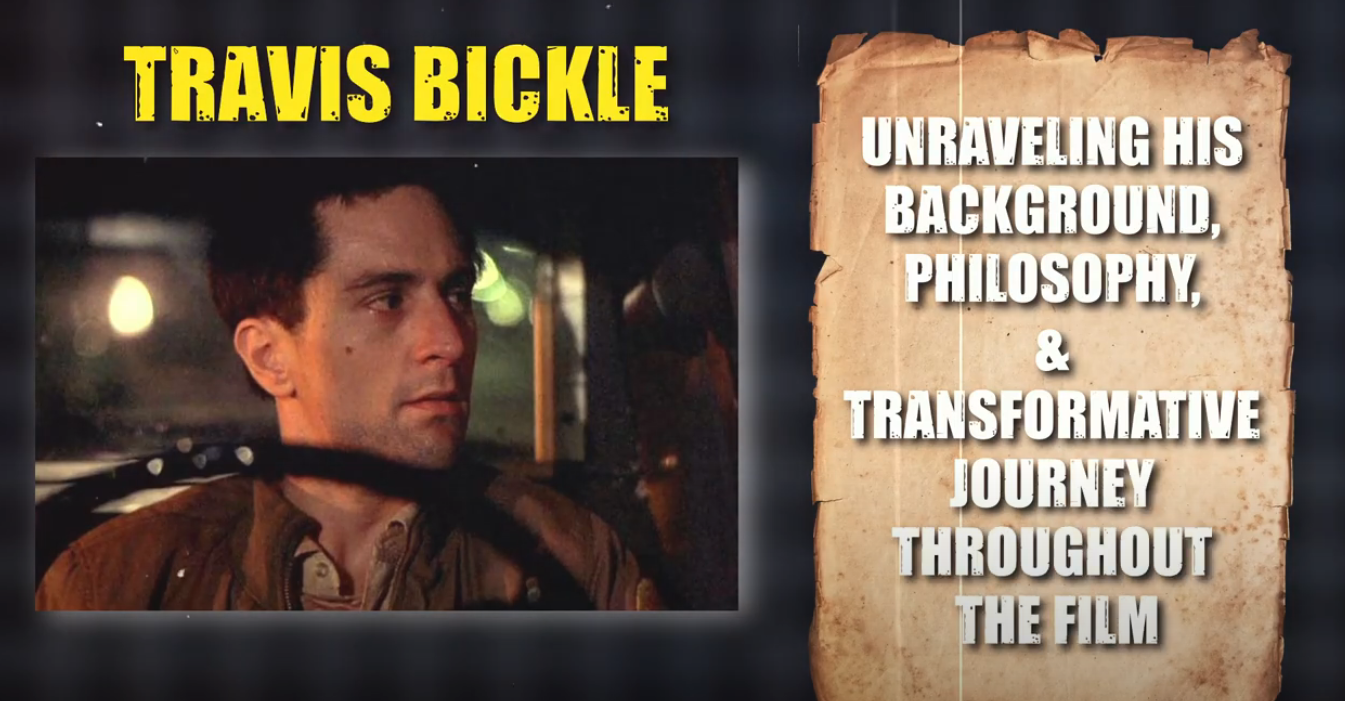 TRAVIS BICKLE
UNRAVELING HIS
BACKGROUND,
PHILOSOPHY,
&
TRANSFORMATIVE
JOURNEY
THROUGHOUT
THE FILM